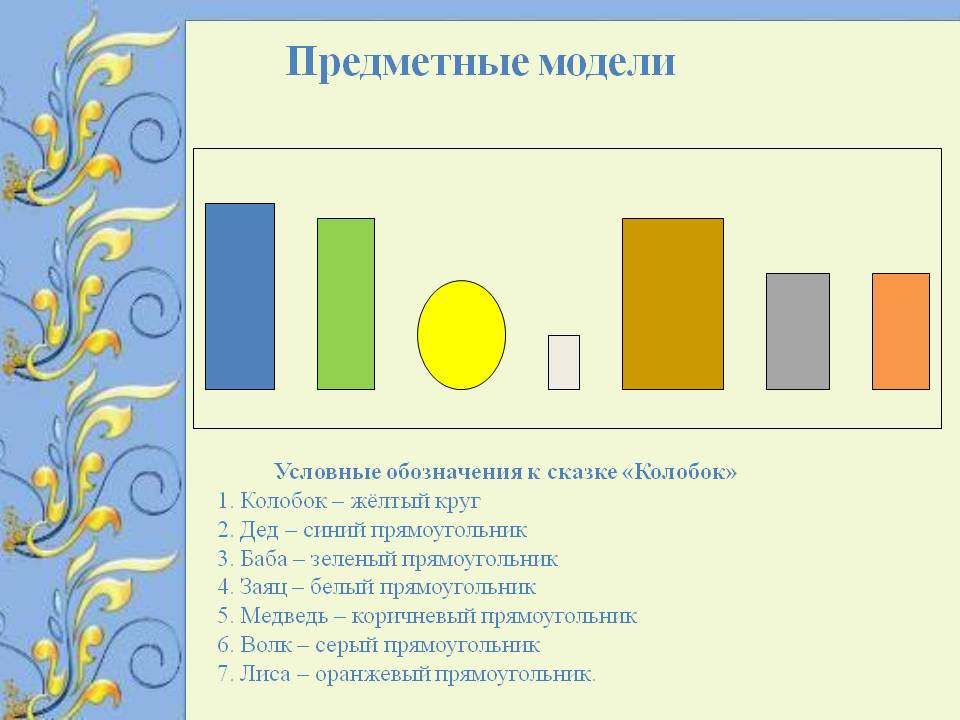 Предметные модели
Условные обозначения к сказке «Колобок»
1. Колобок – жёлтый круг
2. Дед – синий прямоугольник
3. Баба – зеленый прямоугольник
4. Заяц – белый прямоугольник
5. Медведь – коричневый прямоугольник
6. Волк – серый прямоугольник
7. Лиса – оранжевый прямоугольник.